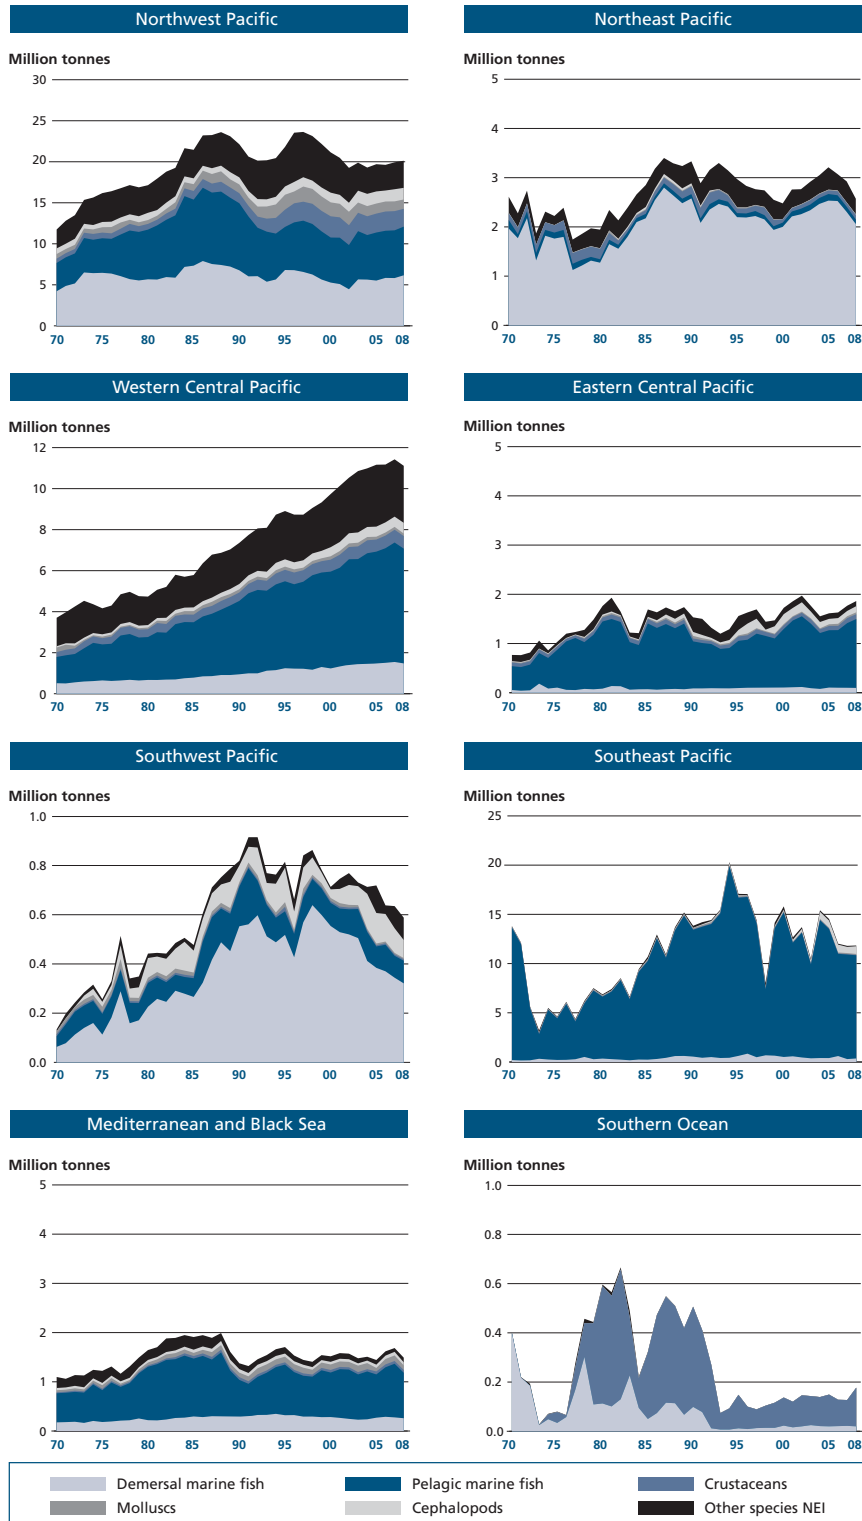 Northwest Pacific
Northeast Pacific
Million tonnes
Million tonnes
30
25
20
15
10
5
0
70 75 80 85 90 95 00 05 08
5
4
3
2
1
0
70 75 80 85 90 95 00 05 08
Western Central Pacific
Eastern Central Pacific
Million tonnes
Million tonnes
12
10
8
6
4
2
0
70 75 80 85 90 95 00 05 08
5
4
3
2
1
0
70 75 80 85 90 95 00 05 08
Southwest Pacific
Southeast Pacific
Million tonnes
Million tonnes
1.0
0.8
0.6
0.4
0.2
0.0
70 75 80 85 90 95 00 05 08
25
20
15
10
5
0
70 75 80 85 90 95 00 05 08
Mediterranean and Black Sea
Southern Ocean
Million tonnes
Million tonnes
5
4
3
2
1
0
70 75 80 85 90 95 00 05 08
1.0
0.8
0.6
0.4
0.2
0.0
70 75 80 85 90 95 00 05 08
Demersal marine fish Pelagic marine fish Crustaceans
Molluscs Cephalopods Other species NEI